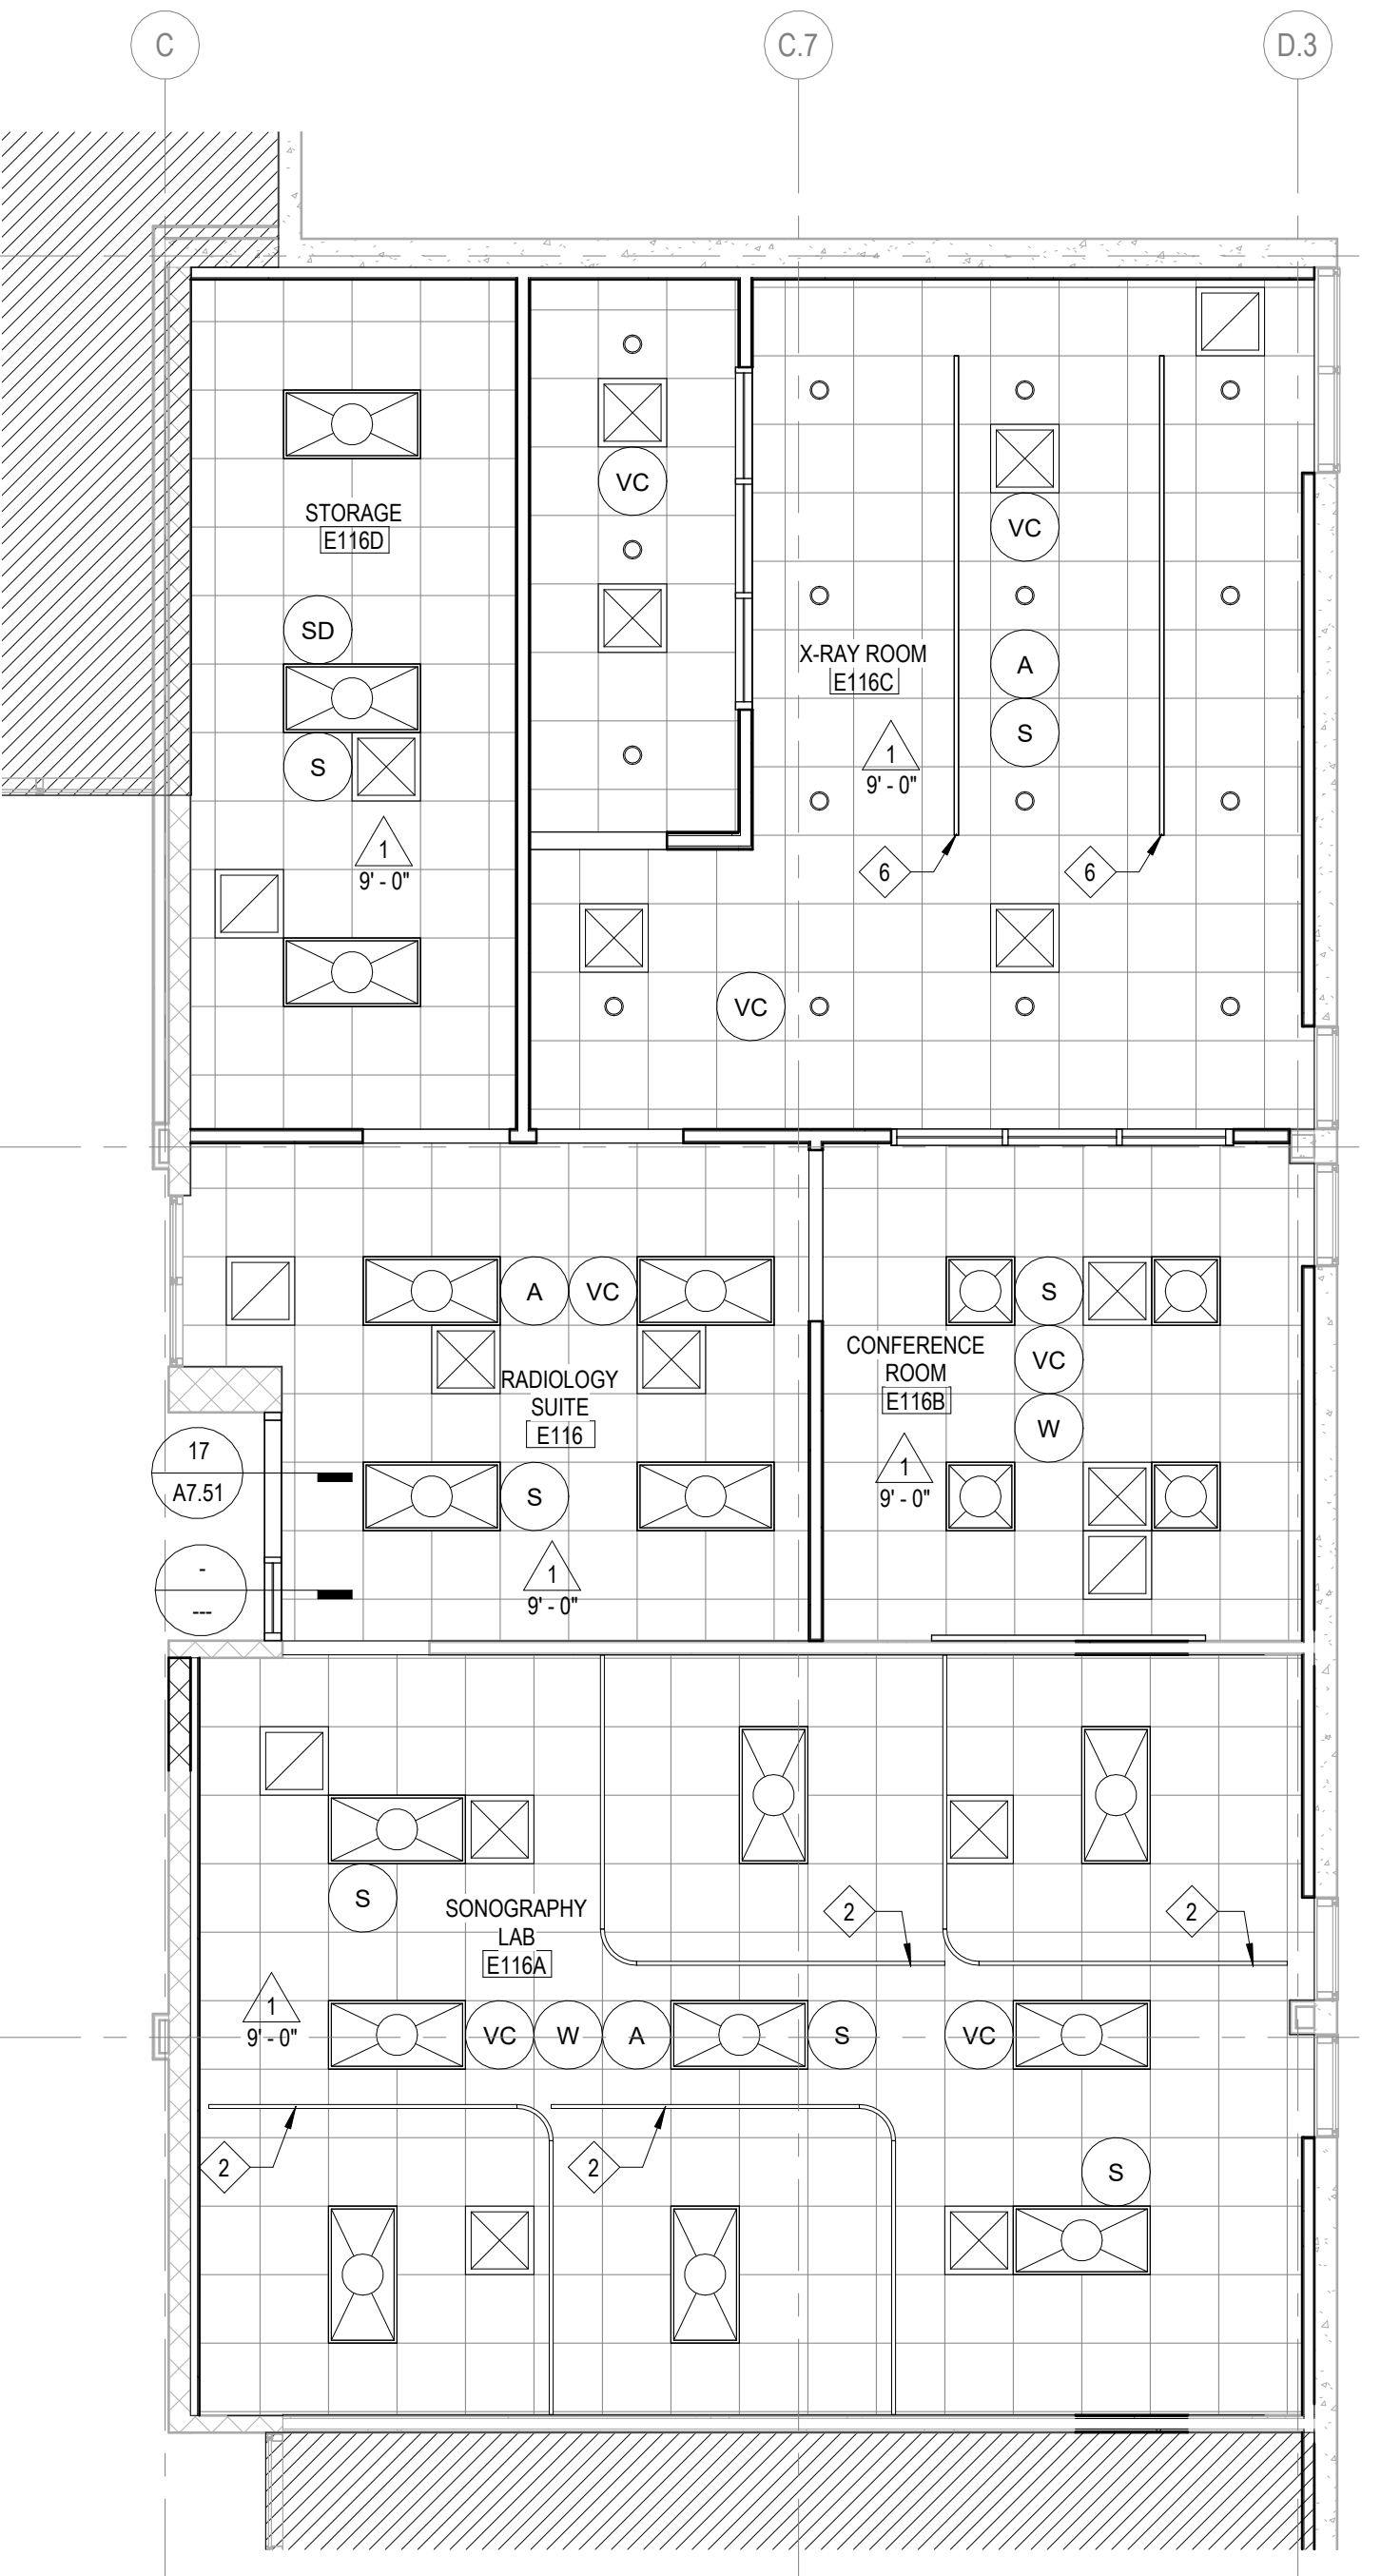 C
C.7
D.3
VC
STORAGE
E116D
VC
SD
X-RAY ROOM
E116C
A
S
1
9' - 0"
S
1
9' - 0"
6
6
VC
A
VC
S
CONFERENCE
ROOM
E116B
VC
RADIOLOGY
SUITE
E116
W
17
A7.51
1
9' - 0"
S
1
9' - 0"
-
---
S
SONOGRAPHY
LAB
E116A
2
2
1
9' - 0"
VC
W
A
S
VC
2
2
S